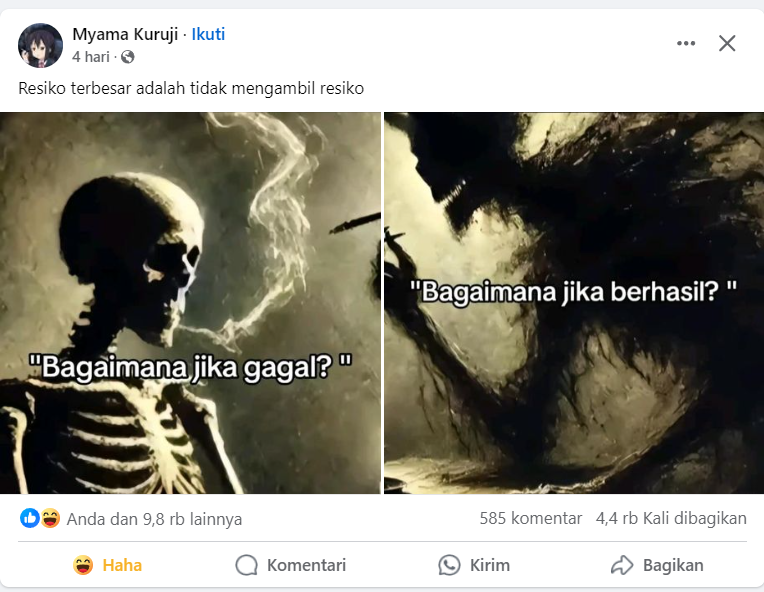 Myama Kuruji · Ikuti
4 hari ·
Resiko terbesar adalah tidak mengambil resiko
"Bagaimana jika gagal? "
"Bagaimana jika berhasil? "
Anda dan 9,8 rb lainnya
585 komentar 4,4 rb Kali dibagikan
Haha Komentari Kirim Bagikan